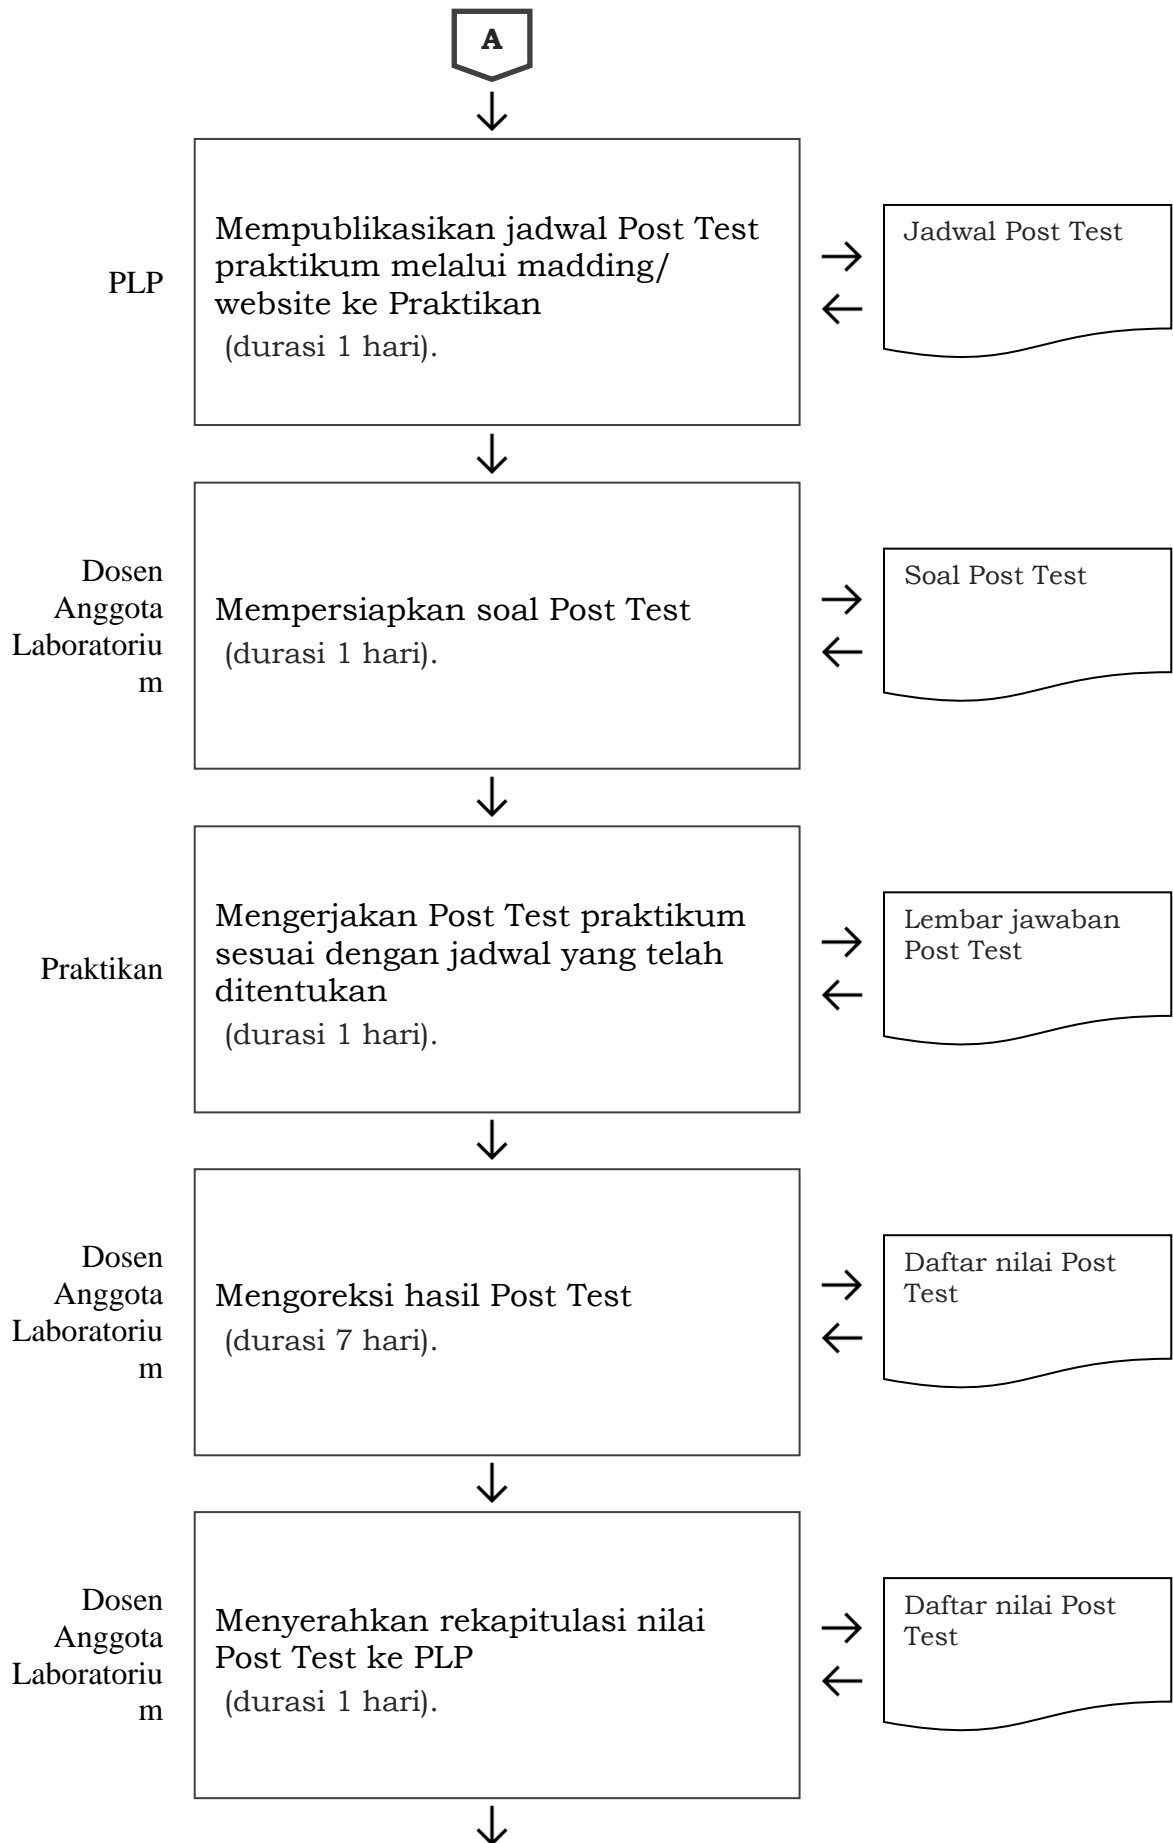 A
PLP
Mempublikasikan jadwal Post Test
praktikum melalui madding/
website ke Praktikan
(durasi 1 hari).
Jadwal Post Test
Dosen
Anggota
Laboratoriu
m
Mempersiapkan soal Post Test
(durasi 1 hari).
Soal Post Test
Praktikan
Mengerjakan Post Test praktikum
sesuai dengan jadwal yang telah
ditentukan
(durasi 1 hari).
Lembar jawaban
Post Test
Dosen
Anggota
Laboratoriu
m
Mengoreksi hasil Post Test
(durasi 7 hari).
Daftar nilai Post
Test
Dosen
Anggota
Laboratoriu
m
Menyerahkan rekapitulasi nilai
Post Test ke PLP
(durasi 1 hari).
Daftar nilai Post
Test